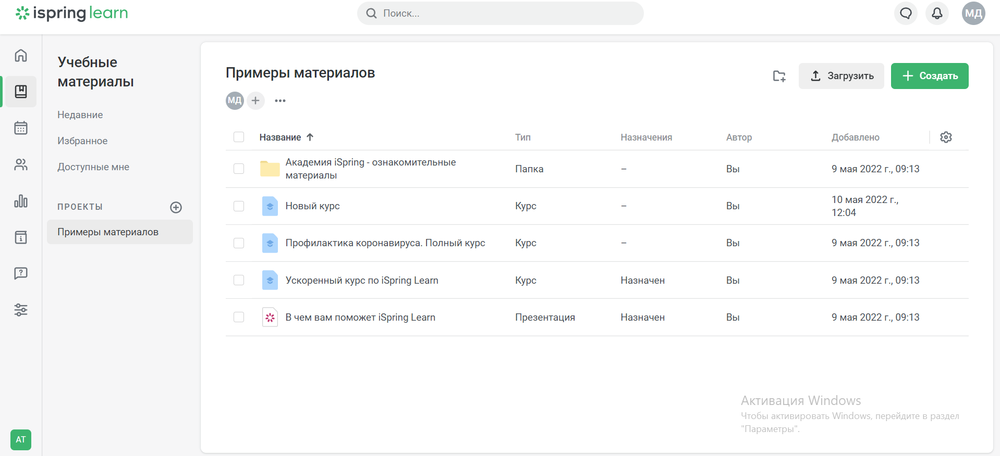 ispring learn
Поиск...
МД
Учебные
материалы
Недавние
Избранное
Доступные мне
ПРОЕКТЫ
Примеры материалов
АТ
Примеры материалов
МД
Загрузить
Создать
Название Тип Назначения Автор Добавлено
Академия iSpring - ознакомительные
материалы
Папка – Вы 9 мая 2022 г., 09:13
Новый курс Курс – Вы 10 мая 2022 г.,
12:04
Профилактика коронавируса. Полный курс Курс – Вы 9 мая 2022 г., 09:13
Ускоренный курс по iSpring Learn Курс Назначен Вы 9 мая 2022 г., 09:13
В чем вам поможет iSpring Learn Презентация Назначен Вы 9 мая 2022 г., 09:13
Активация Windows
Чтобы активировать Windows, перейдите в раздел
"Параметры".